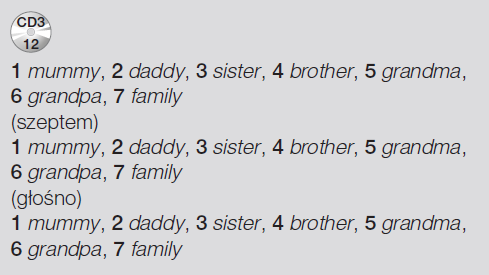 CD3
12
1 mummy, 2 daddy, 3 sister, 4 brother, 5 grandma,
6 grandpa, 7 family
(szeptem)
1 mummy, 2 daddy, 3 sister, 4 brother, 5 grandma,
6 grandpa, 7 family
(głośno)
1 mummy, 2 daddy, 3 sister, 4 brother, 5 grandma,
6 grandpa, 7 family